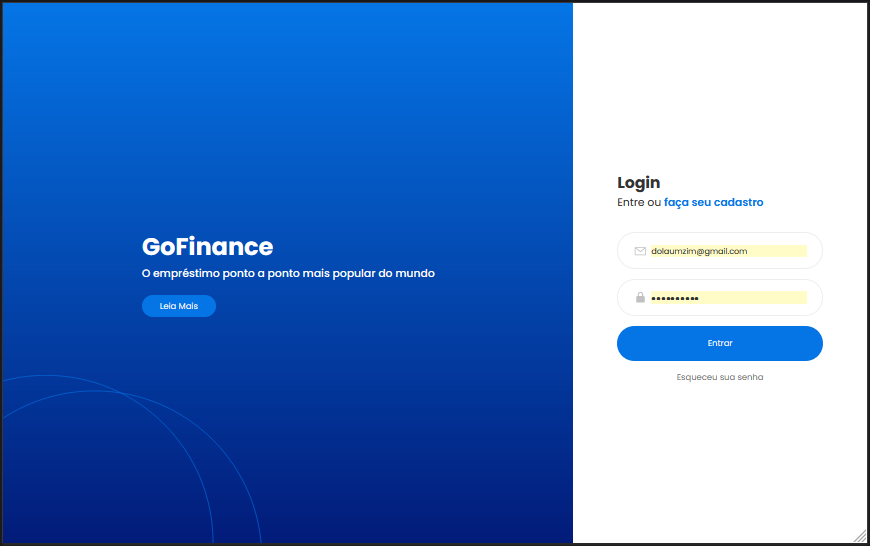 GoFinance
O empréstimo ponto a ponto mais popular do mundo
Leia Mais
Login
Entre ou faça seu cadastro
dolaumzim@gmail.com
••••••••••
Entrar
Esqueceu sua senha